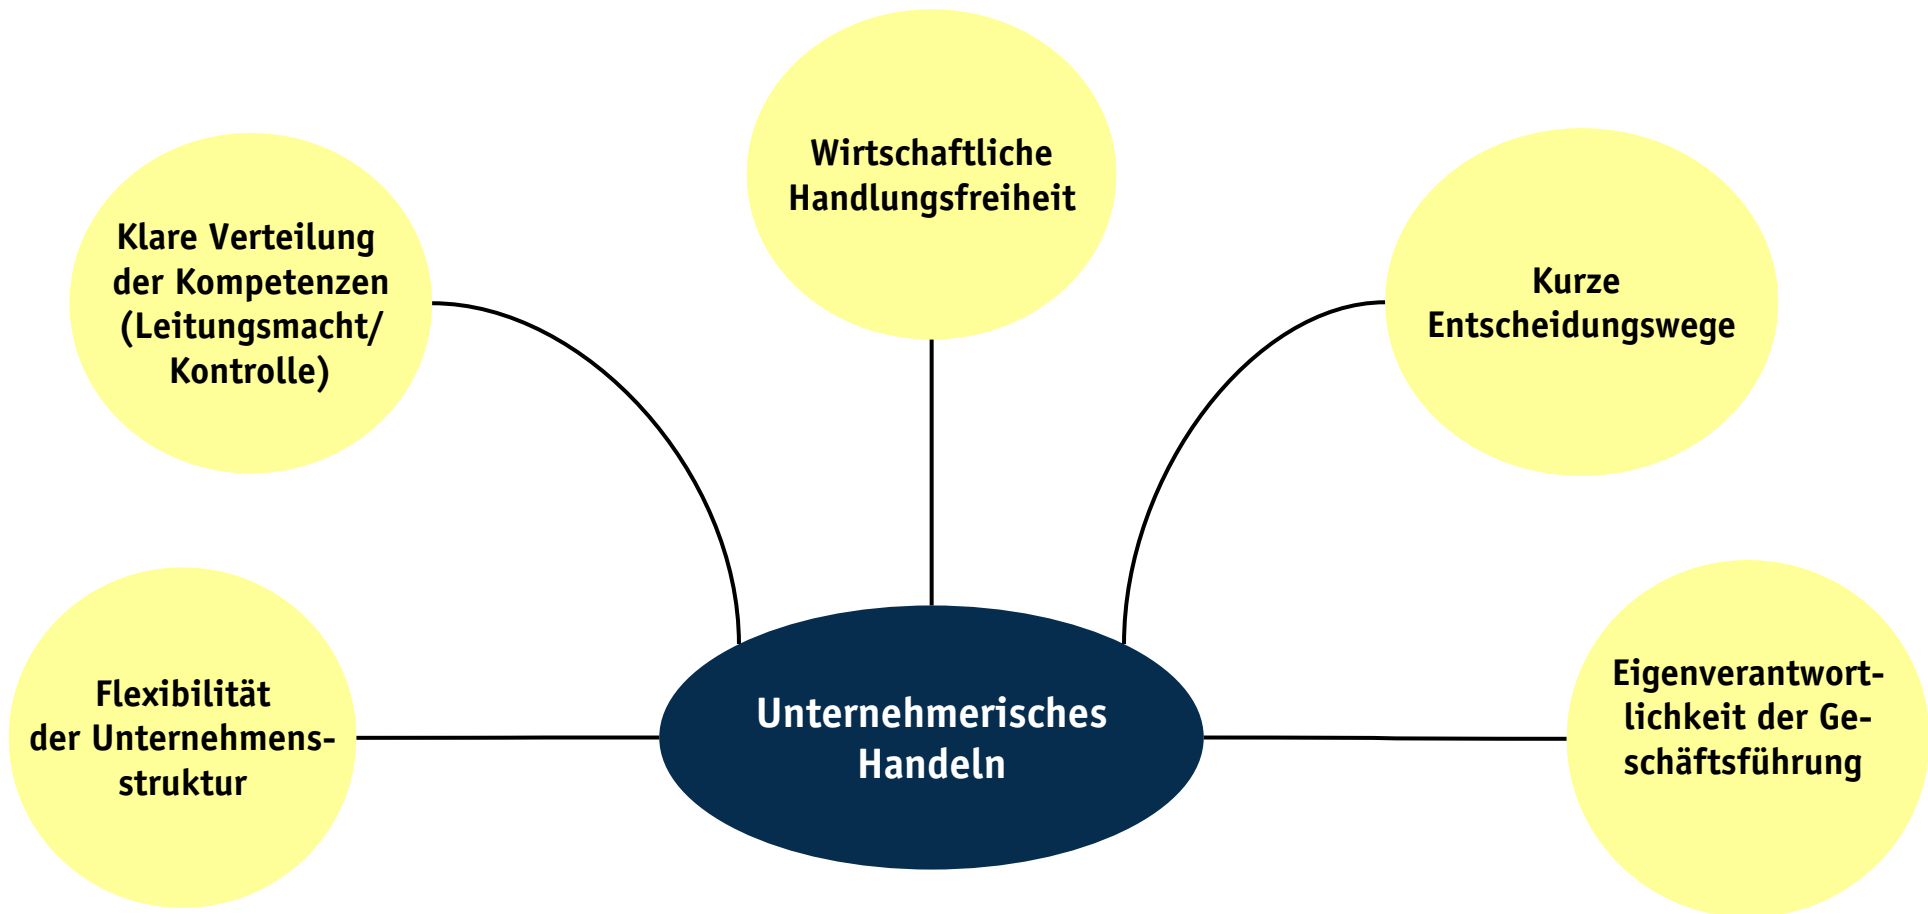 Wirtschaftliche
Handlungsfreiheit
Klare Verteilung
der Kompetenzen
(Leitungsmacht/
Kontrolle)
Kurze
Entscheidungswege
Flexibilität
der Unternehmens-
struktur
Unternehmerisches
Handeln
Eigenverantwort-
lichkeit der Ge-
schäftsführung